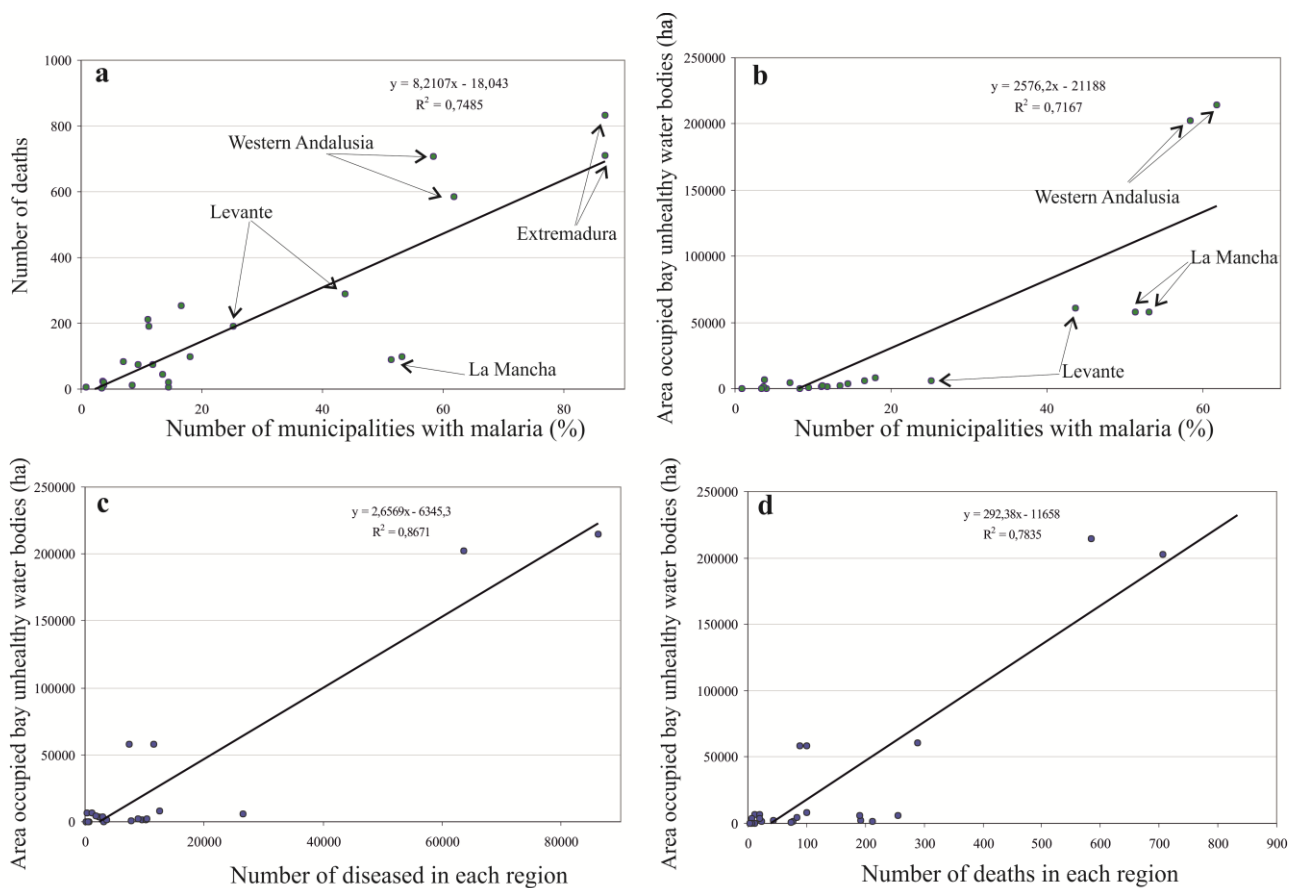 a
y = 8,2107x - 18,043
R² = 0,7485
Number of deaths
1000
800
600
400
200
0
Western Andalusia
Levante
Extremadura
La Mancha
0 20 40 60 80
Number of municipalities with malaria (%)
b
y = 2576,2x - 21188
R² = 0,7167
Area occupied bay unhealthy water bodies (ha)
250000
200000
150000
100000
50000
0
Western Andalusia
La Mancha
Levante
0 20 40 60
Number of municipalities with malaria (%)
c
y = 2,6569x - 6345,3
R² = 0,8671
Area occupied bay unhealthy water bodies (ha)
250000
200000
150000
100000
50000
0
0 20000 40000 60000 80000
Number of diseased in each region
d
y = 292,38x - 11658
R² = 0,7835
Area occupied bay unhealthy water bodies (ha)
250000
200000
150000
100000
50000
0
0 100 200 300 400 500 600 700 800 900
Number of deaths in each region